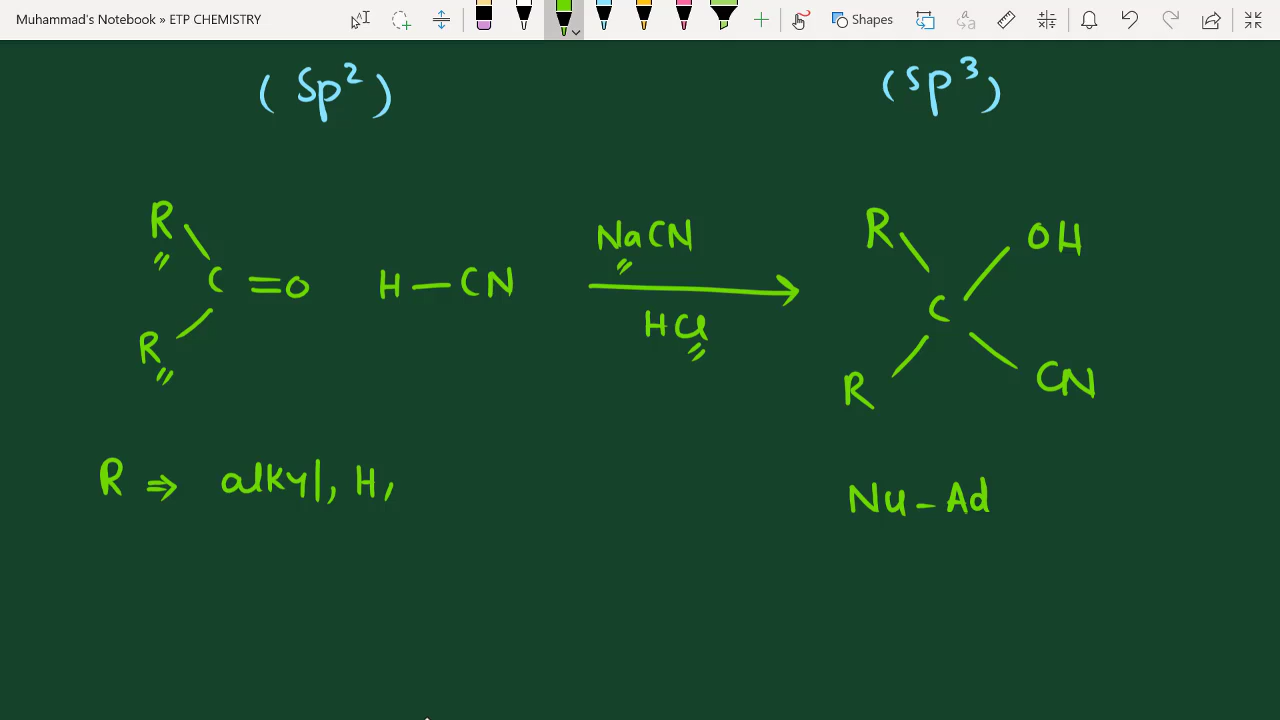 Muhammad's Notebook » ETP CHEMISTRY
Shapes
(Sp²)
(Sp³)
R
C
=O
R
H—CN
NaCN
HCl
R
OH
C
R
CN
R ⇒ alkyl, H,
Nu - Ad